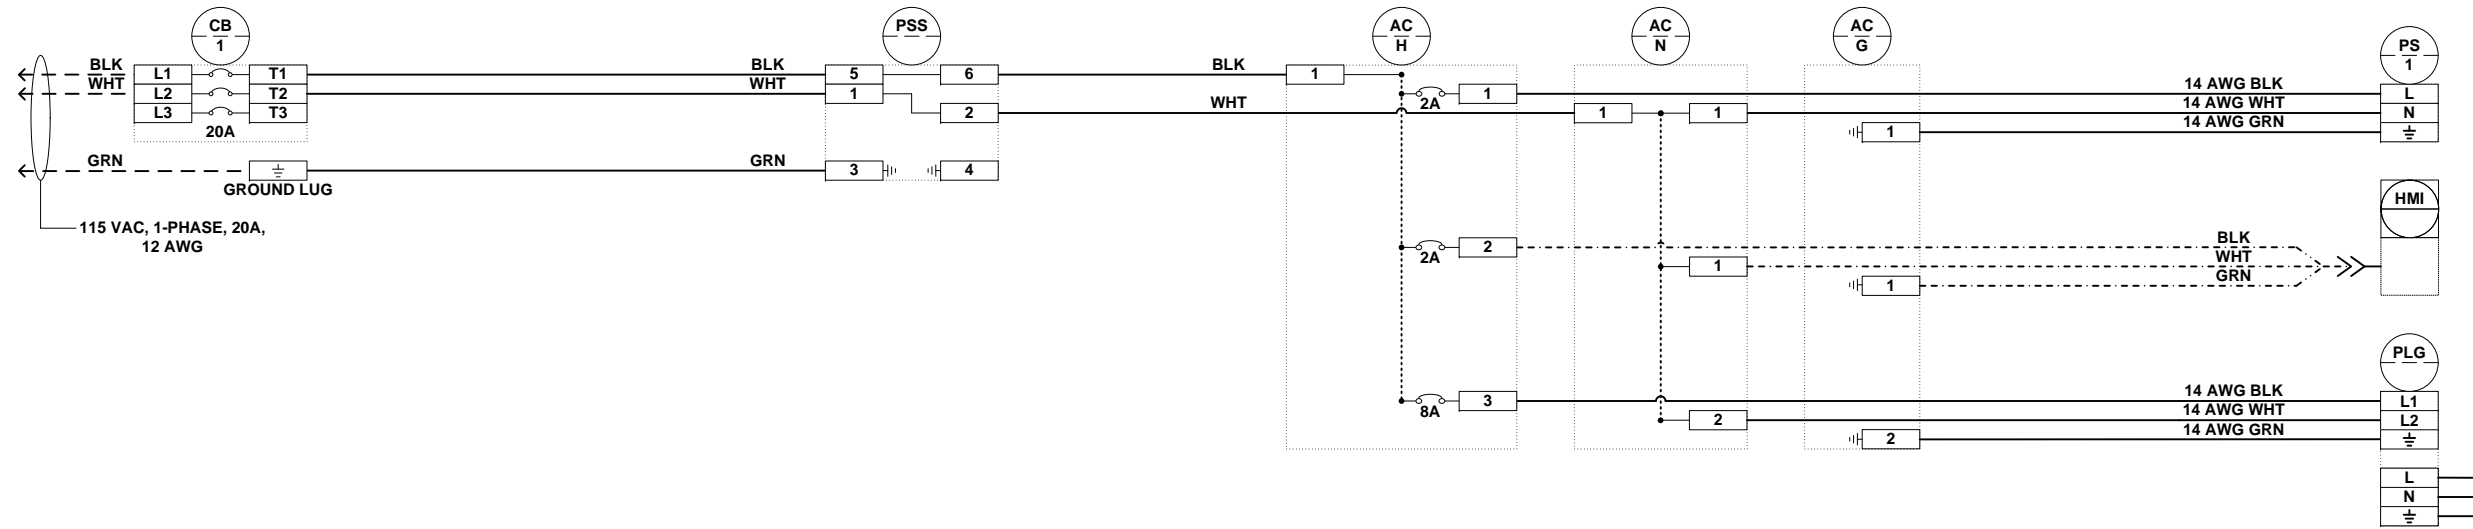 CB
1
PSS
AC
H
AC
N
AC
G
PS
1
BLK
L1
T1
BLK
5
6
BLK
1
WHT
L2
T2
WHT
1
2A
1
14 AWG BLK
L
L3
T3
2
WHT
1
1
14 AWG WHT
N
20A
1
14 AWG GRN
GRN
GRN
3
4
GROUND LUG
HMI
115 VAC, 1-PHASE, 20A,
12 AWG
2A
2
BLK
1
WHT
1
GRN
PLG
8A
3
14 AWG BLK
L1
2
14 AWG WHT
L2
2
14 AWG GRN
L
N